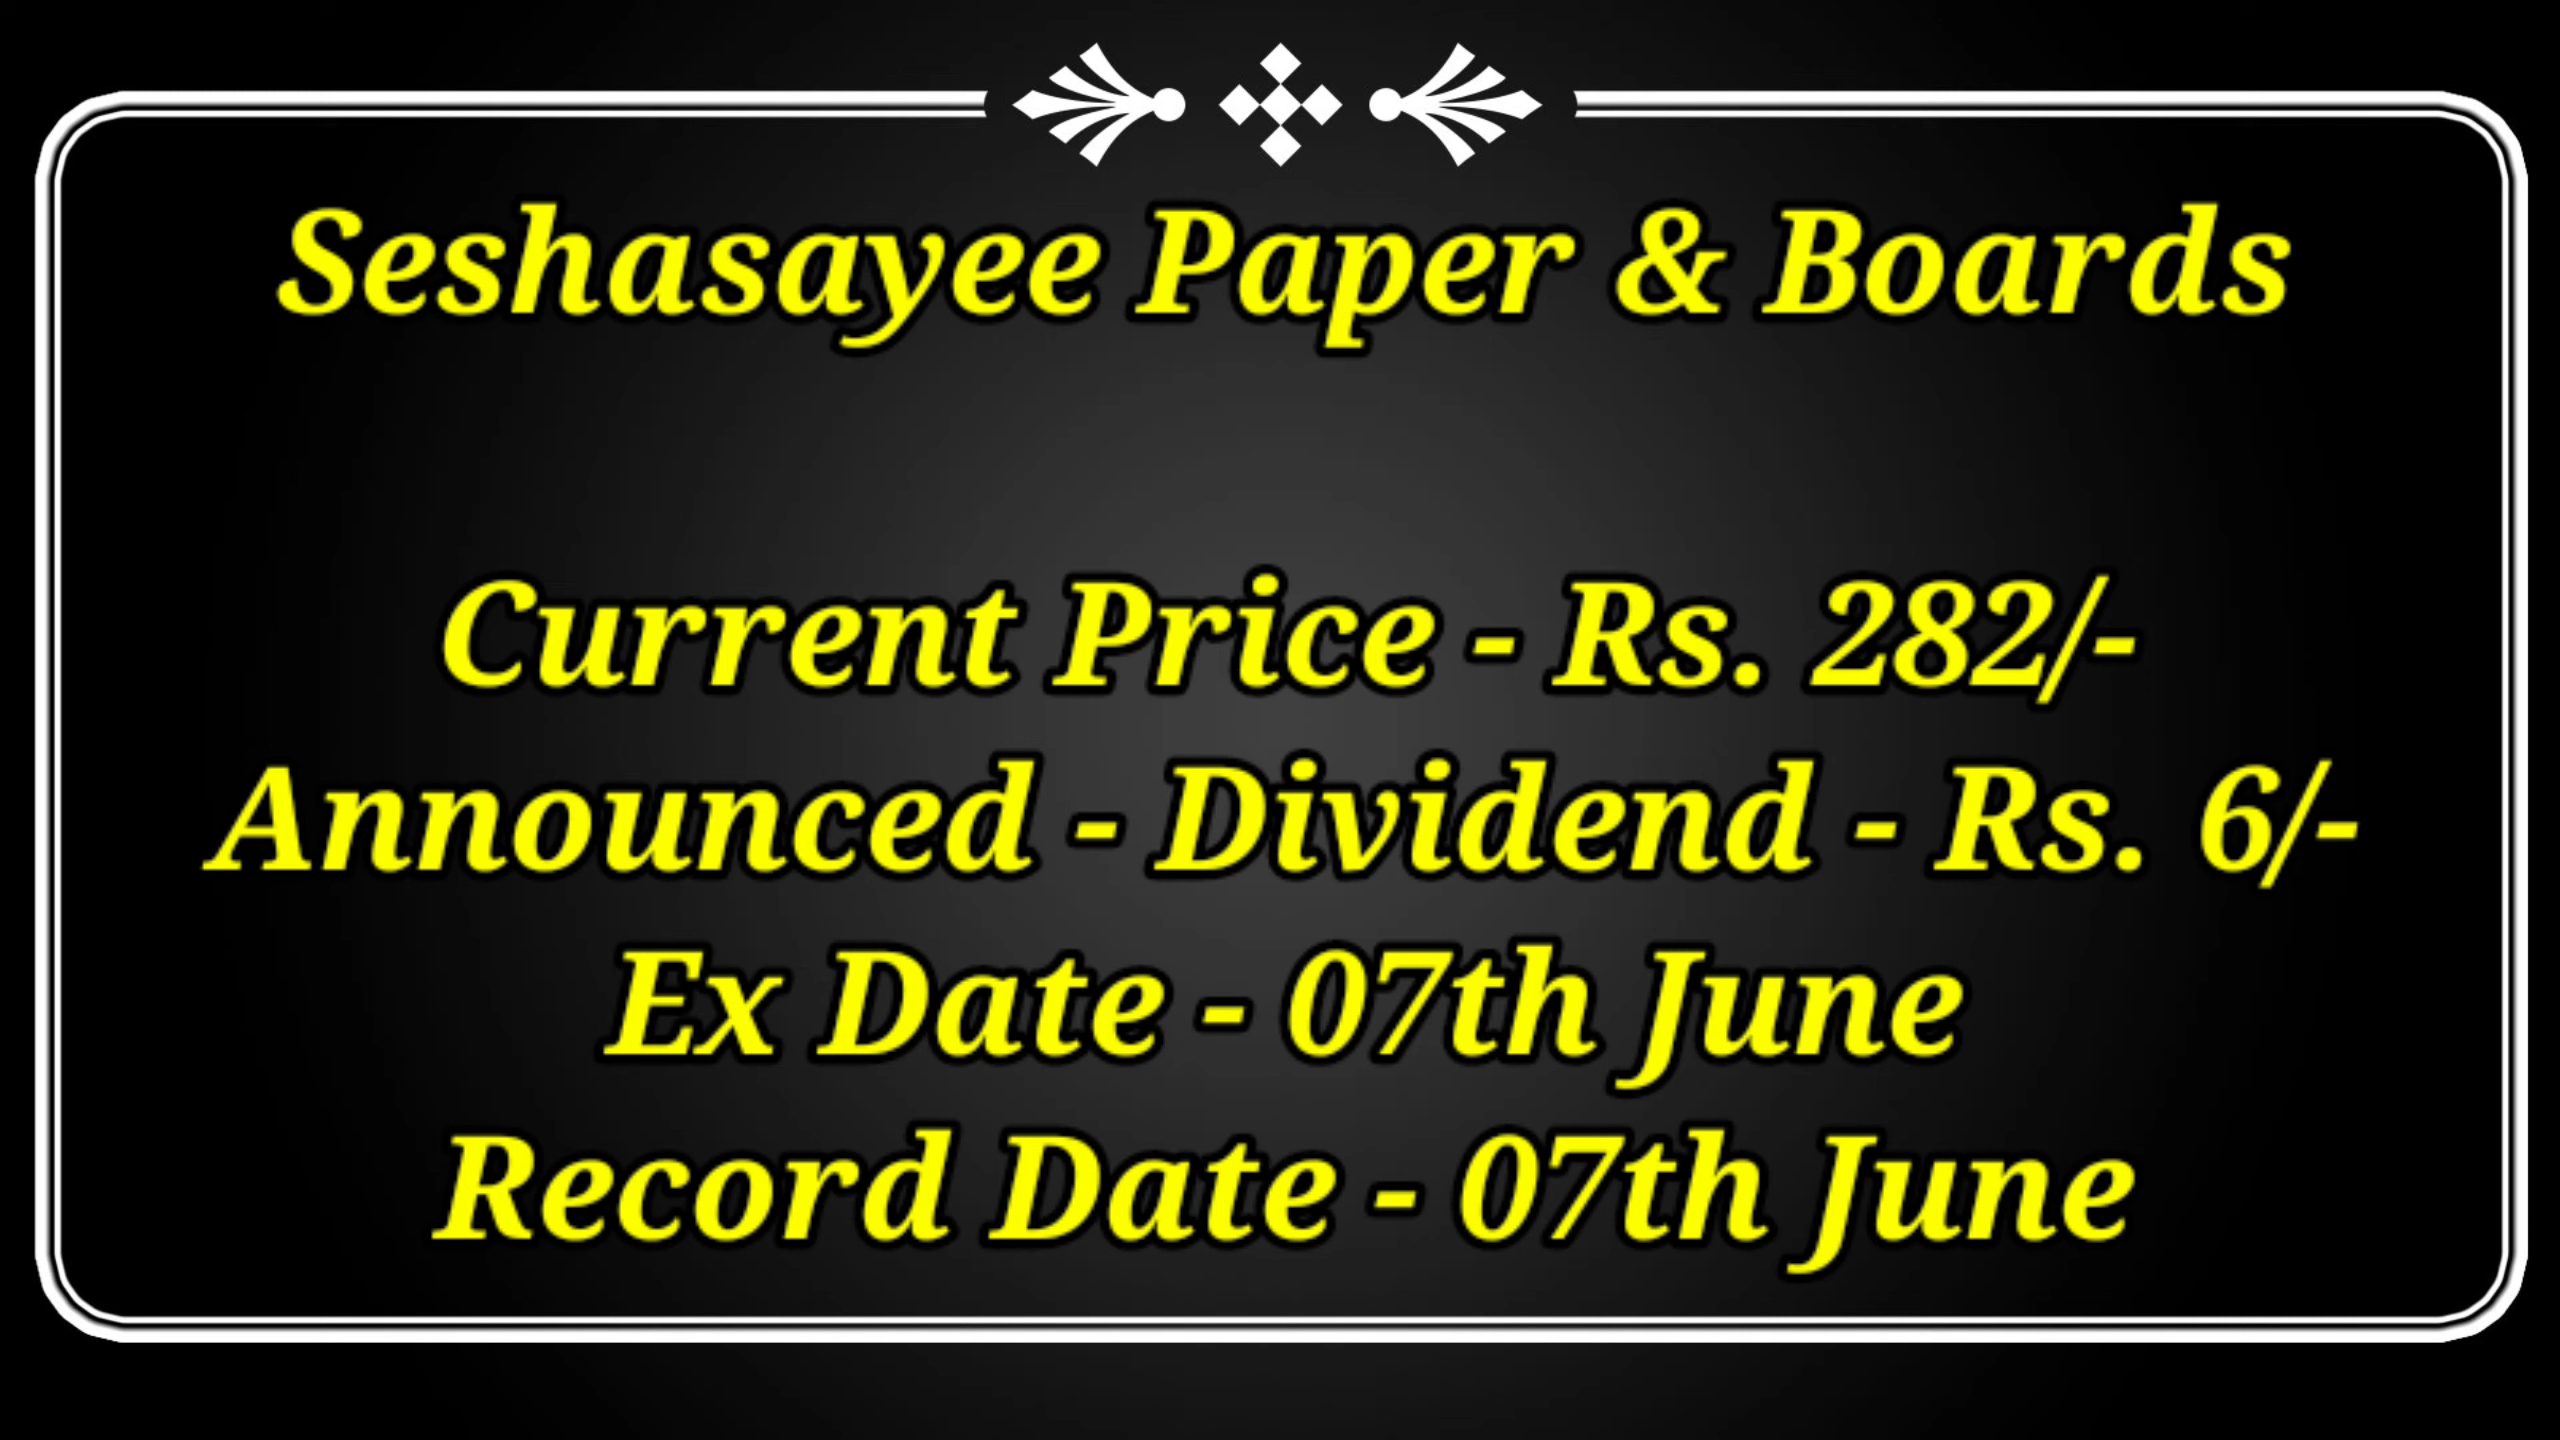 Seshasayee Paper & Boards
Current Price - Rs. 282/-
Announced - Dividend - Rs. 6/-
Ex Date - 07th June
Record Date - 07th June